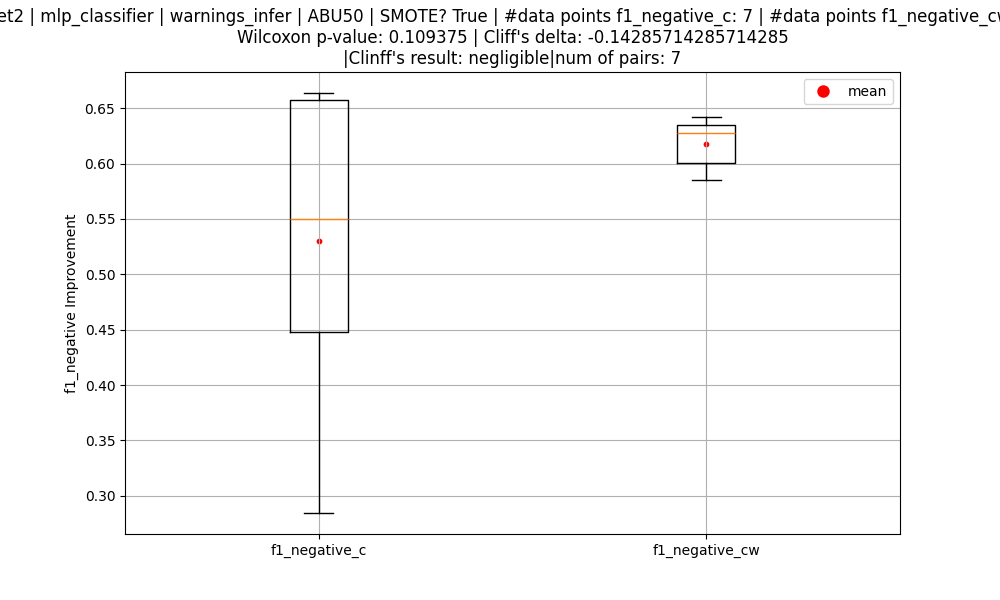 | mlp_classifier | warnings_infer | ABU50 | SMOTE? True | #data points f1_negative_c: 7 | #data points
Wilcoxon p-value: 0.109375 | Cliff's delta: -0.14285714285714285
|Clinff's result: negligible|num of pairs: 7
mean
0.65
0.60
0.55
0.50
0.45
0.40
0.35
0.30
f1_negative Improvement
f1_negative_c
f1_negative_cw